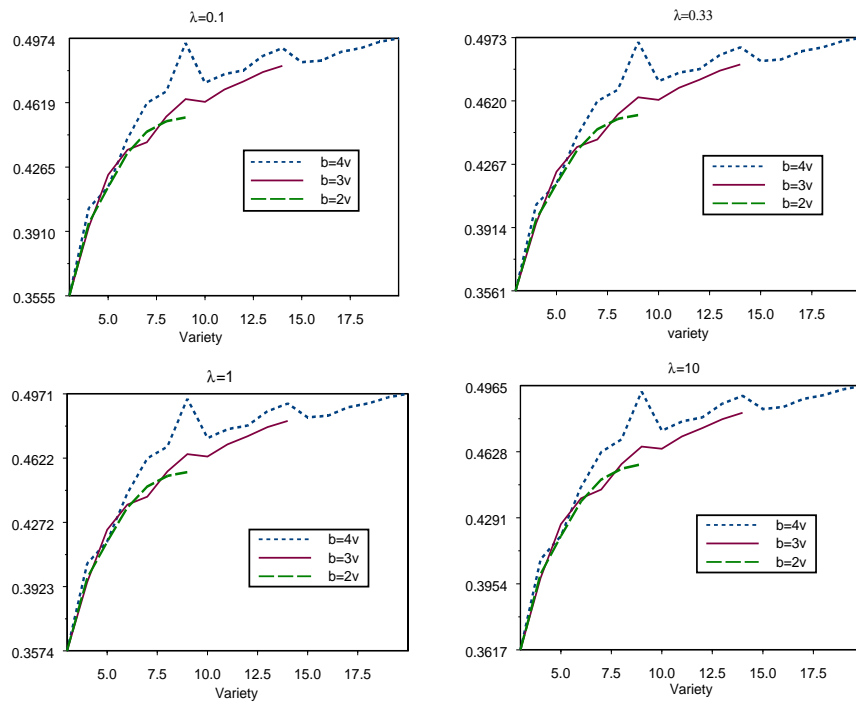 λ=0.1
0.4974
0.4619
0.4265
0.3910
0.3555
b=4v
b=3v
b=2v
5.0 7.5 10.0 12.5 15.0 17.5
Variety
λ=0.33
0.4973
0.4620
0.4267
0.3914
0.3561
b=4v
b=3v
b=2v
5.0 7.5 10.0 12.5 15.0 17.5
variety
λ=1
0.4971
0.4622
0.4272
0.3923
0.3574
b=4v
b=3v
b=2v
5.0 7.5 10.0 12.5 15.0 17.5
Variety
λ=10
0.4965
0.4628
0.4291
0.3954
0.3617
b=4v
b=3v
b=2v
5.0 7.5 10.0 12.5 15.0 17.5
Variety